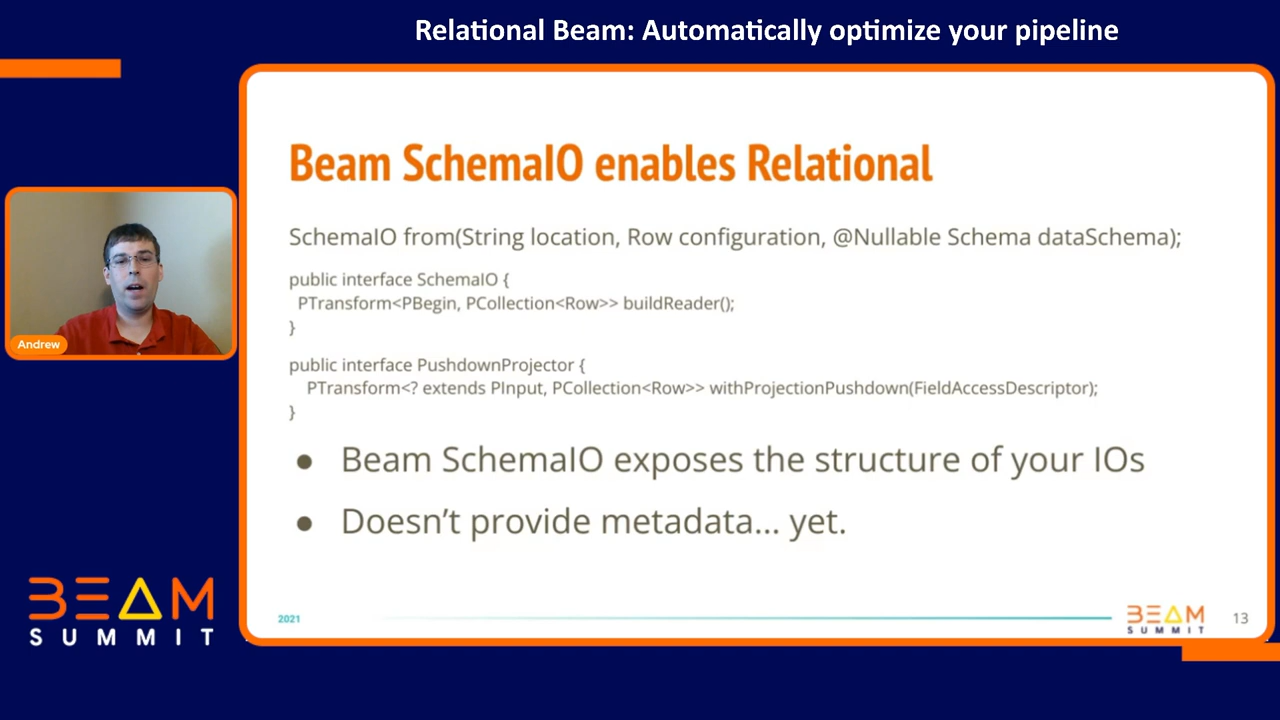 Relational Beam: Automatically optimize your pipeline
Beam SchemaIO enables Relational
SchemaIO from(String location, Row configuration, @Nullable Schema dataSchema);
public interface SchemaIO {
PTransform<PBegin, PCollection<Row>> buildReader();
}
public interface PushdownProjector {
PTransform<? extends PInput, PCollection<Row>> withProjectionPushdown(FieldAccessDescriptor);
}
● Beam SchemaIO exposes the structure of your IOs
● Doesn’t provide metadata... yet.
Andrew
BEAM
SUMMIT
2021
BEAM
SUMMIT
13